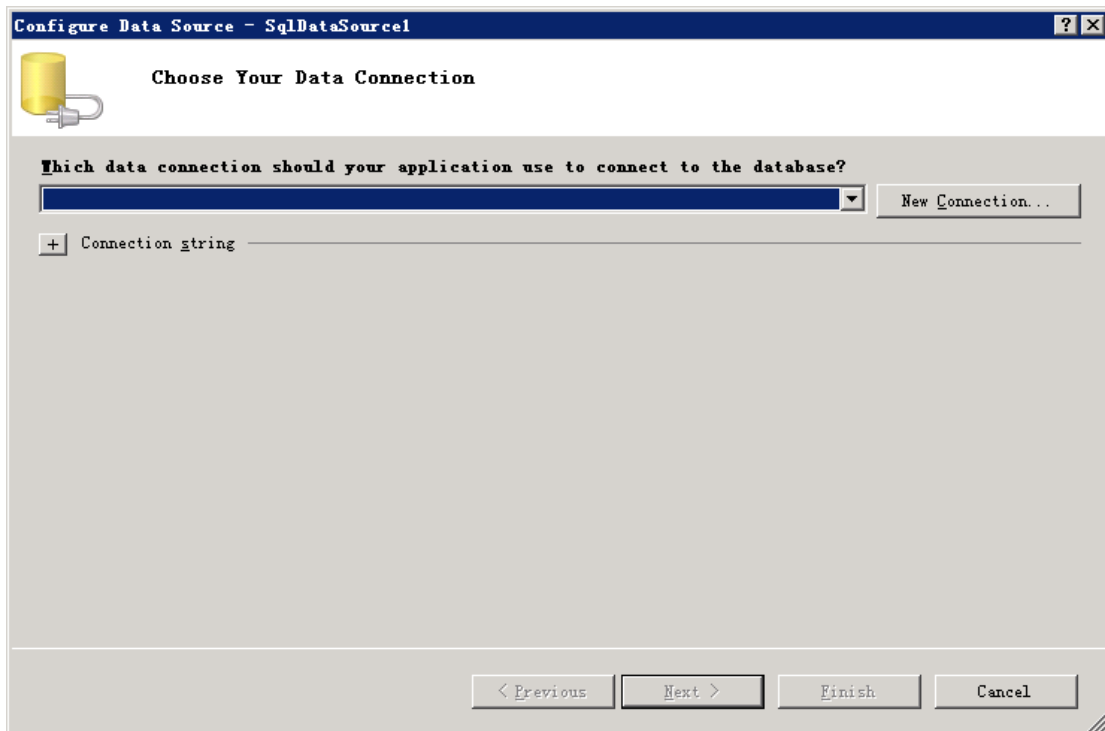 Configure Data Source - SqlDataSource1
Choose Your Data Connection
Which data connection should your application use to connect to the database?
New Connection...
+ Connection string
< Previous
Next >
Finish
Cancel